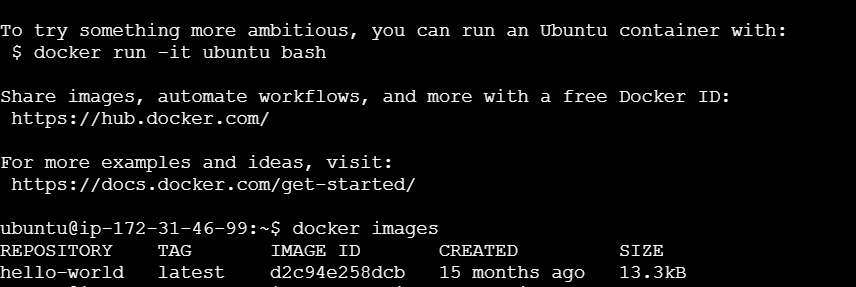 To try something more ambitious, you can run an Ubuntu container with:
 $ docker run -it ubuntu bash

Share images, automate workflows, and more with a free Docker ID:
 https://hub.docker.com/

For more examples and ideas, visit:
 https://docs.docker.com/get-started/

ubuntu@ip-172-31-46-99:~$ docker images
REPOSITORY    TAG       IMAGE ID       CREATED         SIZE
hello-world   latest    d2c94e258dcb   15 months ago   13.3kB